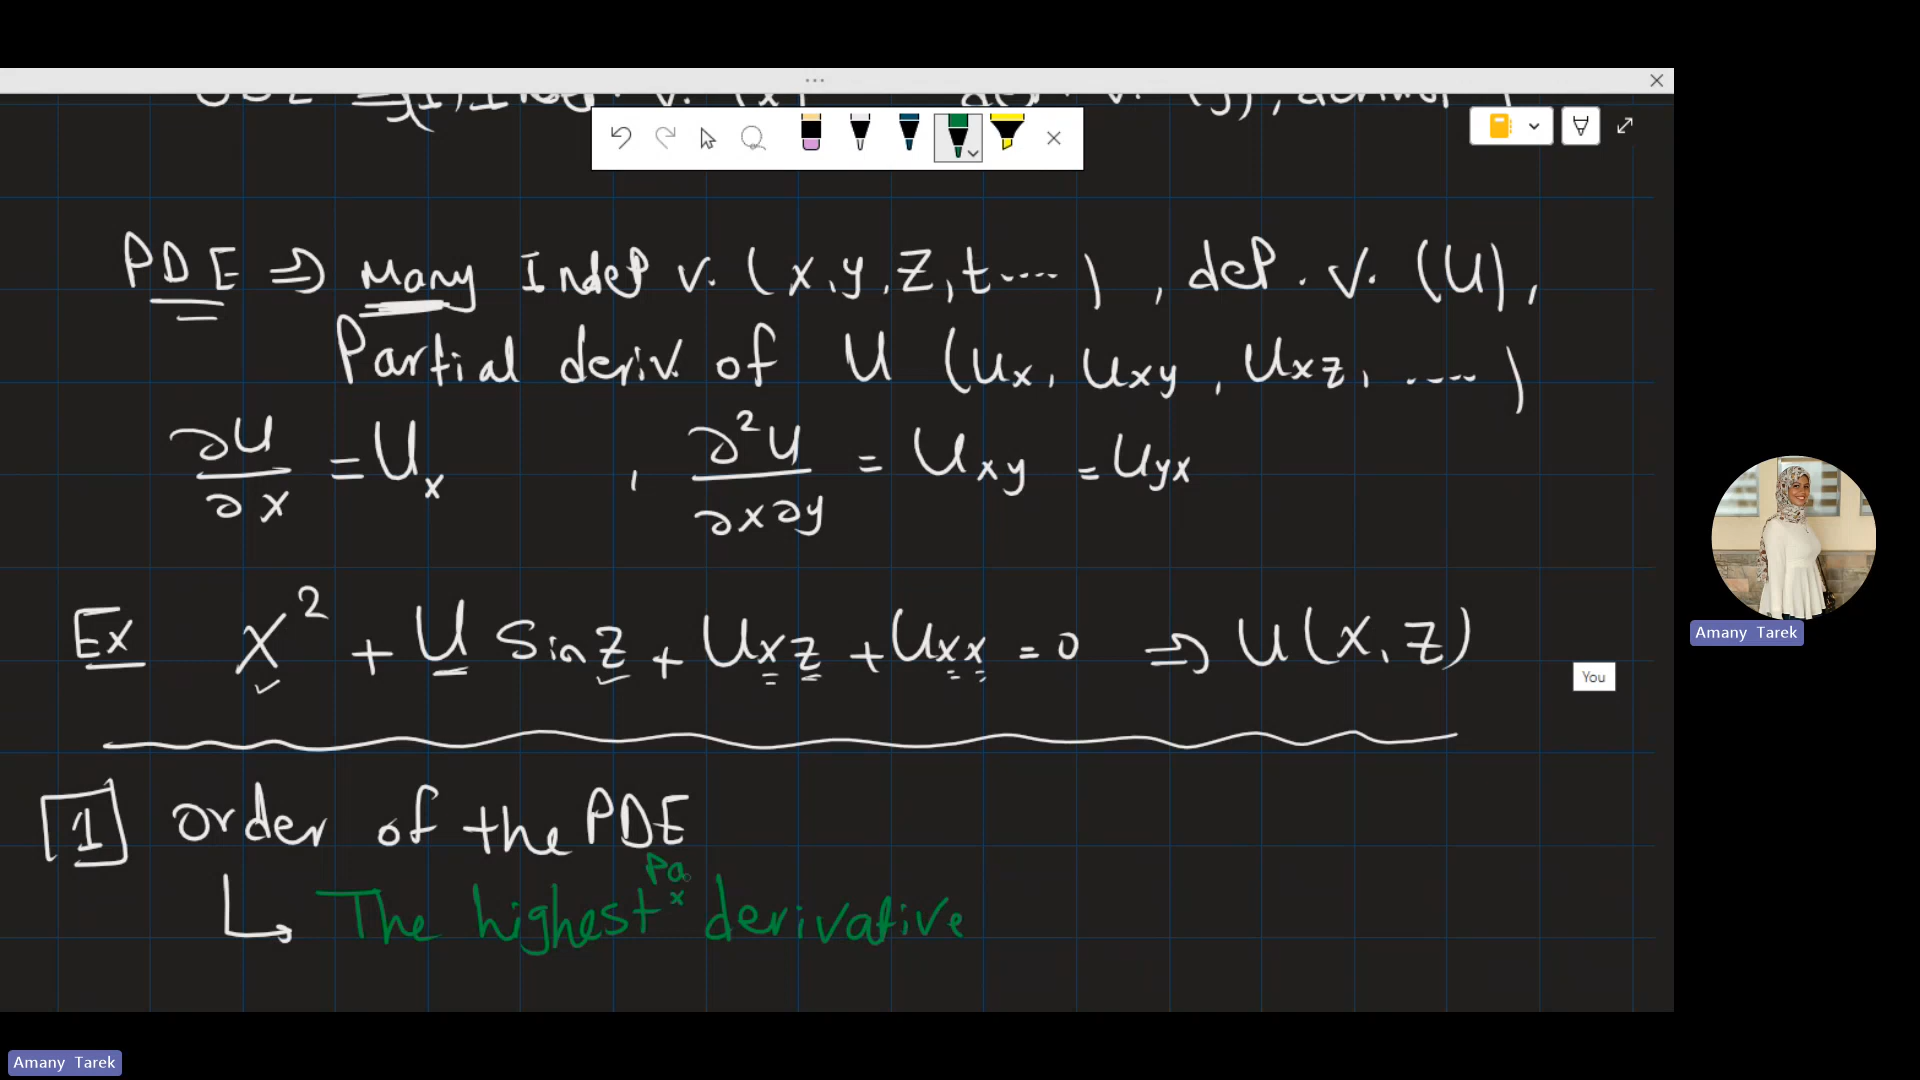 PDE ⇒ Many Indep v. (x, y, z, t ....) , dep. v. (U) ,
Partial deriv. of U (Ux, Uxy, Uxz, ....)
∂U/∂x = Ux , ∂²U/∂x∂y = Uxy = Uyx
Ex x² + U Sin z + Uxz + Uxx = 0 ⇒ U(x, z)
You
Amany Tarek
[1] Order of the PDE
Pa
The highest x derivative
Amany Tarek